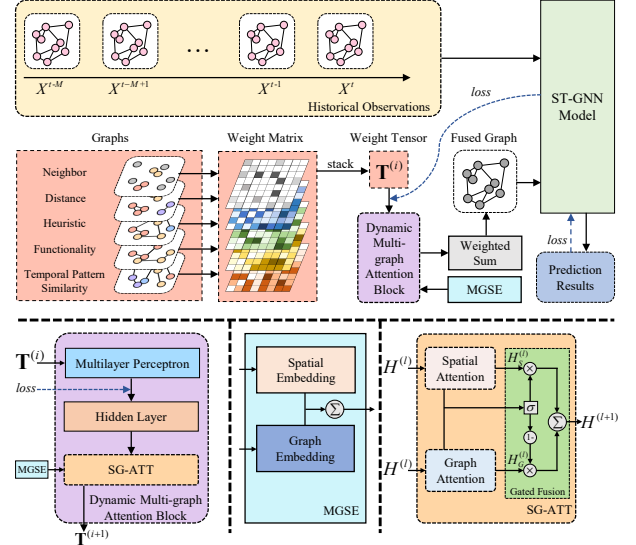 X^{t-M}
X^{t-M+1}
...
X^{t-1}
X^{t}
Historical Observations
loss
ST-GNN
Model
Graphs
Weight Matrix
Weight Tensor
Fused Graph
Neighbor
Distance
Heuristic
Functionality
Temporal Pattern
Similarity
stack
T^{(i)}
Dynamic
Multi-
graph
Attention
Block
Weighted
Sum
MGSE
loss
Prediction
Results
T^{(i)}
Multilayer Perceptron
loss
Hidden Layer
MGSE
SG-ATT
Dynamic Multi-graph
Attention Block
T^{(i+1)}
Spatial
Embedding
Σ
Graph
Embedding
MGSE
H^{(l)}
Spatial
Attention
H_S^{(l)}
×
σ
1-
Σ
H^{(l+1)}
H^{(l)}
Graph
Attention
H_G^{(l)}
×
Gated Fusion
SG-ATT